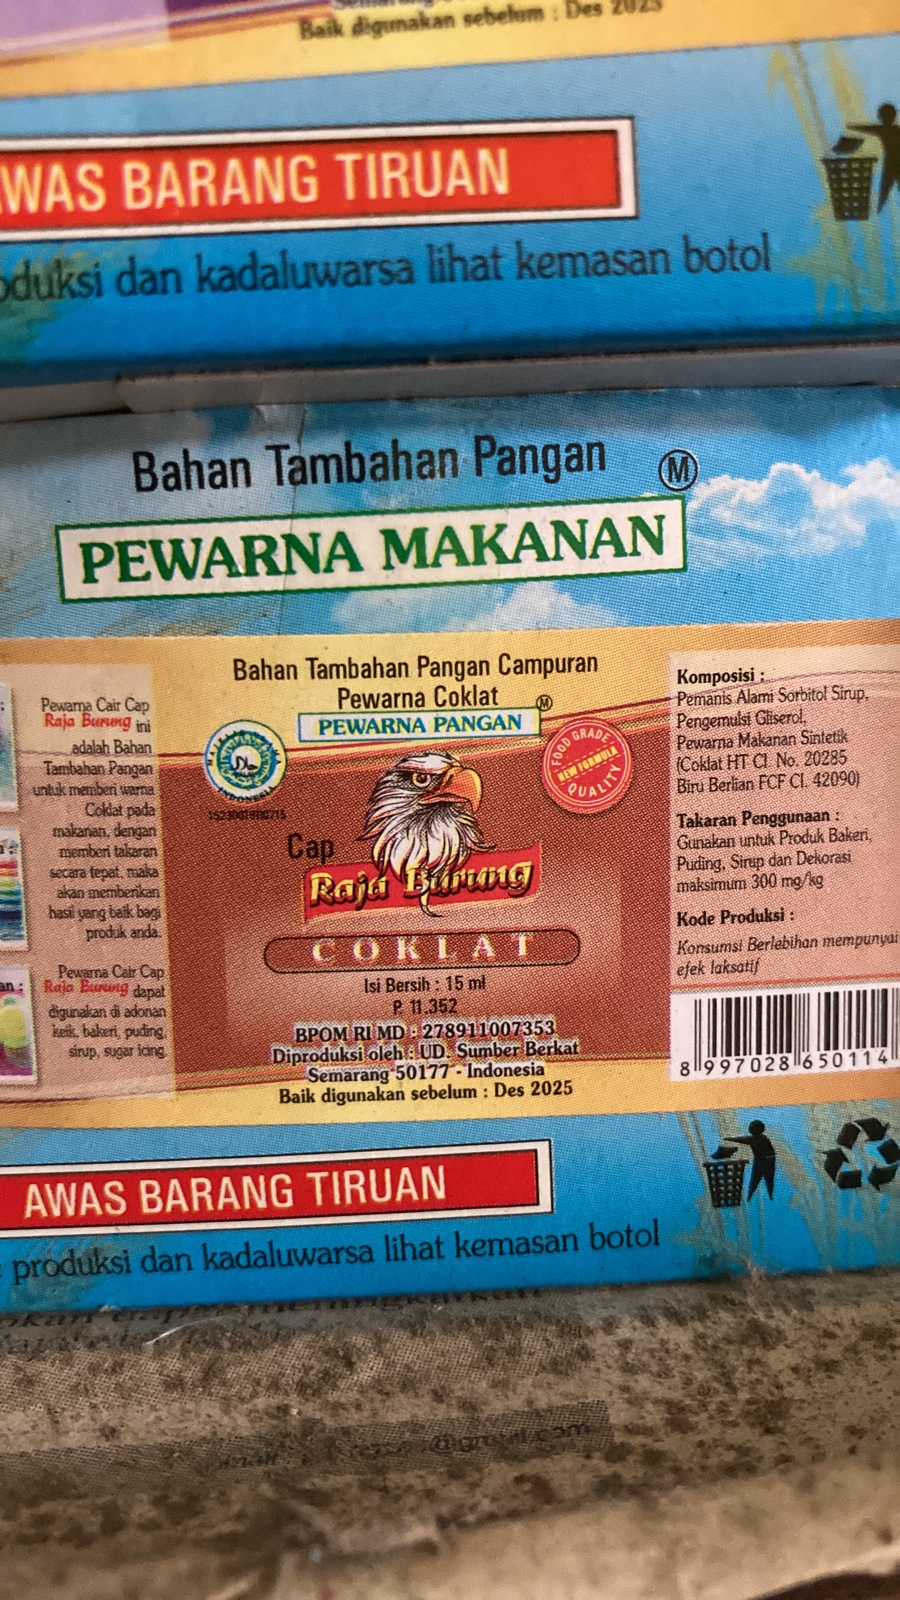 Baik digunakan sebelum : Des 2025
WAS BARANG TIRUAN
oduksi dan kadaluwarsa lihat kemasan botol
Bahan Tambahan Pangan
M
PEWARNA MAKANAN
Pewarna Cair Cap
Raja Burung ini
adalah Bahan
Tambahan Pangan
untuk memberi warna
Coklat pada
makanan, dengan
memberi takaran
secara tepat, maka
akan memberikan
hasil yang baik bagi
produk anda.
an :
Pewarna Cair Cap
Raja Burung dapat
digunakan di adonan
keik, bakeri, puding,
sirup, sugar icing
Bahan Tambahan Pangan Campuran
Pewarna Coklat
M
PEWARNA PANGAN
INDONESIA
FOOD GRADE
NEW FORMULA
QUALITY
Cap
Raja Burung
COKLAT
Isi Bersih : 15 ml
P. 11.352
BPOM RI MD : 278911007353
Diproduksi oleh : UD. Sumber Berkat
Semarang 50177 - Indonesia
Baik digunakan sebelum : Des 2025
Komposisi :
Pemanis Alami Sorbitol Sirup,
Pengemulsi Gliserol,
Pewarna Makanan Sintetik
(Coklat HT CI. No. 20285
Biru Berlian FCF CI. 42090)
Takaran Penggunaan :
Gunakan untuk Produk Bakeri,
Puding, Sirup dan Dekorasi
maksimum 300 mg/kg
Kode Produksi :
Konsumsi Berlebihan mempunyai
efek laksatif
8 997028 650114
AWAS BARANG TIRUAN
produksi dan kadaluwarsa lihat kemasan botol